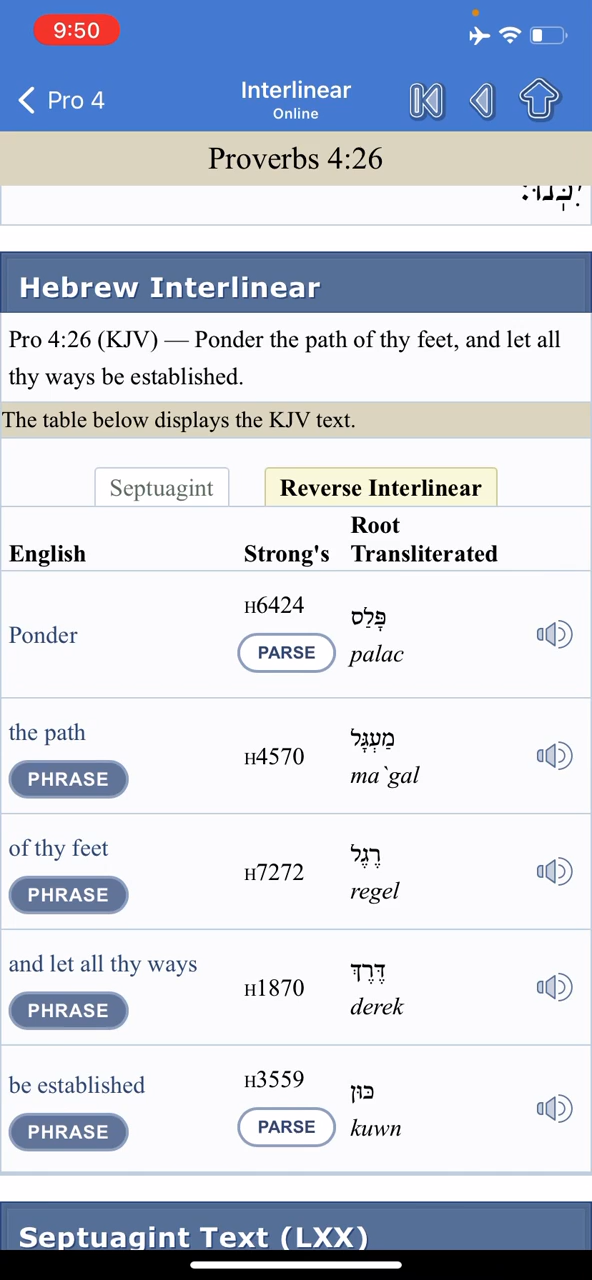 9:50
Pro 4
Interlinear
Online
Proverbs 4:26
Hebrew Interlinear
Pro 4:26 (KJV) — Ponder the path of thy feet, and let all
thy ways be established.
The table below displays the KJV text.
Septuagint
Reverse Interlinear
English
Strong's
Root
Transliterated
Ponder
H6424
PARSE
פָּלַס
palac
the path
PHRASE
H4570
מַעְגָּל
ma`gal
of thy feet
PHRASE
H7272
רֶגֶל
regel
and let all thy ways
PHRASE
H1870
דֶּרֶךְ
derek
be established
PHRASE
H3559
PARSE
כּוּן
kuwn
Septuagint Text (LXX)